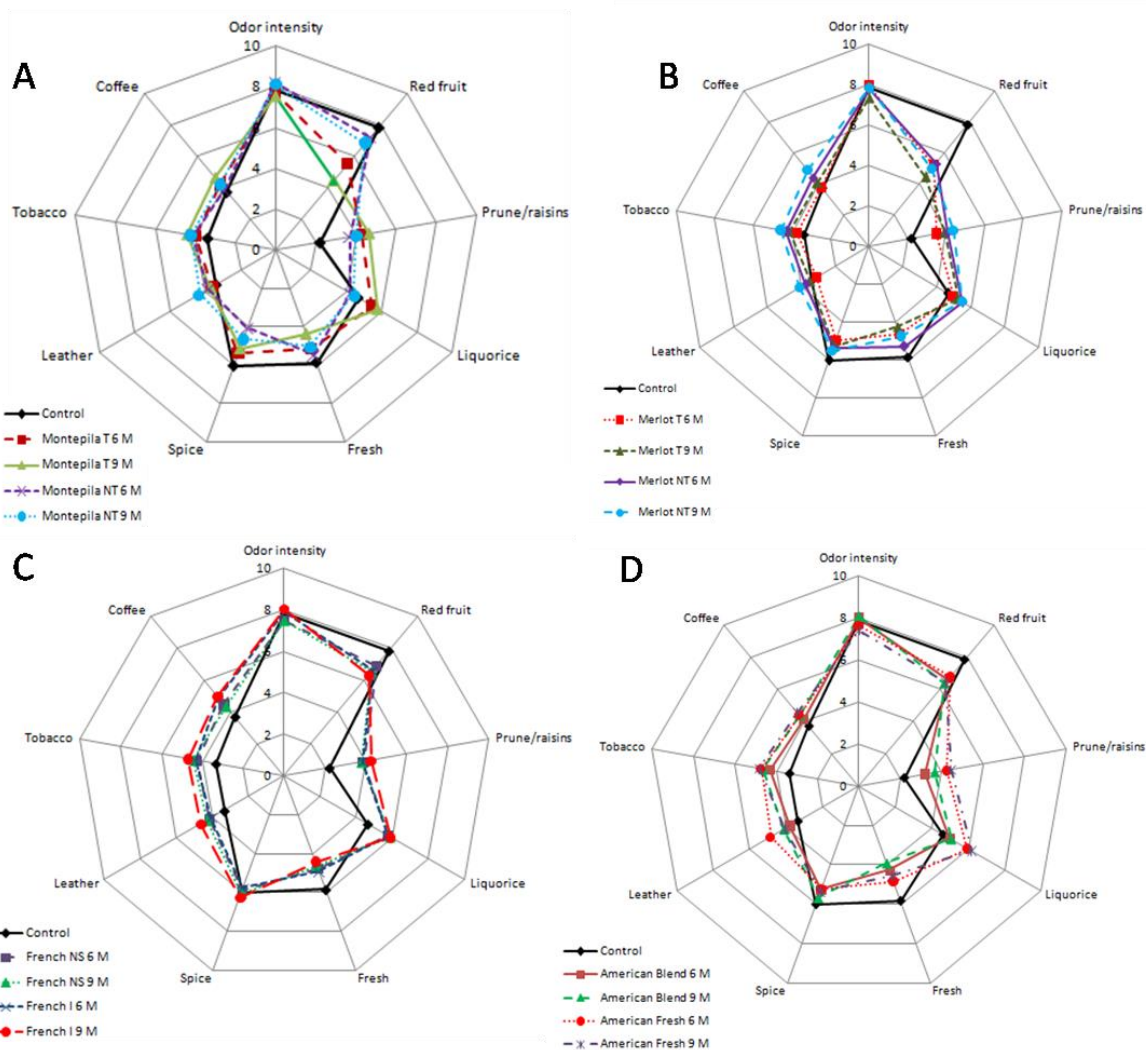 A
Odor intensity
10
8
4
2
0
Red fruit
Prune/raisins
Liquorice
Fresh
Spice
Leather
Tobacco
Coffee
Control
Montepila T 6 M
Montepila T 9 M
Montepila NT 6 M
Montepila NT 9 M
B
Odor intensity
10
8
6
4
2
0
Red fruit
Prune/raisins
Liquorice
Fresh
Spice
Leather
Tobacco
Coffee
Control
Merlot T 6 M
Merlot T 9 M
Merlot NT 6 M
Merlot NT 9 M
C
Odor intensity
10
8
6
4
2
0
Red fruit
Prune/raisins
Liquorice
Fresh
Spice
Leather
Tobacco
Coffee
Control
French NS 6 M
French NS 9 M
French I 6 M
French I 9 M
D
Odor intensity
10
8
6
4
2
0
Red fruit
Prune/raisins
Liquorice
Fresh
Spice
Leather
Tobacco
Coffee
Control
American Blend 6 M
American Blend 9 M
American Fresh 6 M
American Fresh 9 M